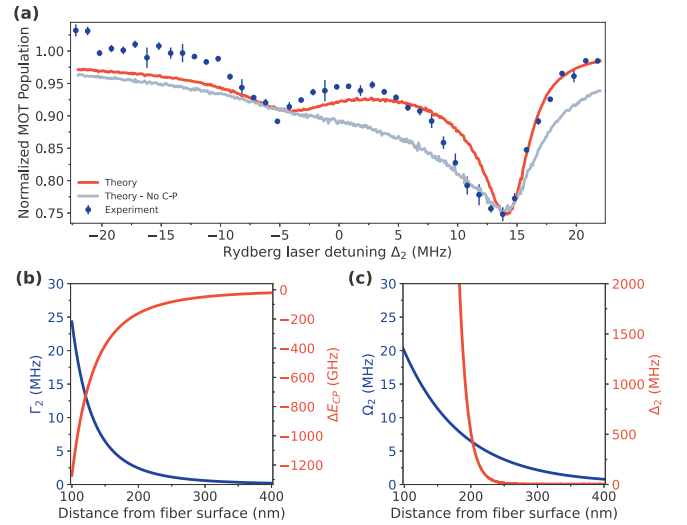 (a)
Normalized MOT Population
1.00
0.95
0.90
0.85
0.80
0.75
Theory
Theory - No C-P
Experiment
−20 −15 −10 −5 0 5 10 15 20
Rydberg laser detuning Δ2 (MHz)
(b)
Γ2 (MHz)
30
25
20
15
10
5
0
0
−200
−400
−600
−800
−1000
−1200
ΔECP (GHz)
100 200 300 400
Distance from fiber surface (nm)
(c)
Ω2 (MHz)
30
25
20
15
10
5
0
2000
1500
1000
500
0
Δ2 (MHz)
100 200 300 400
Distance from fiber surface (nm)